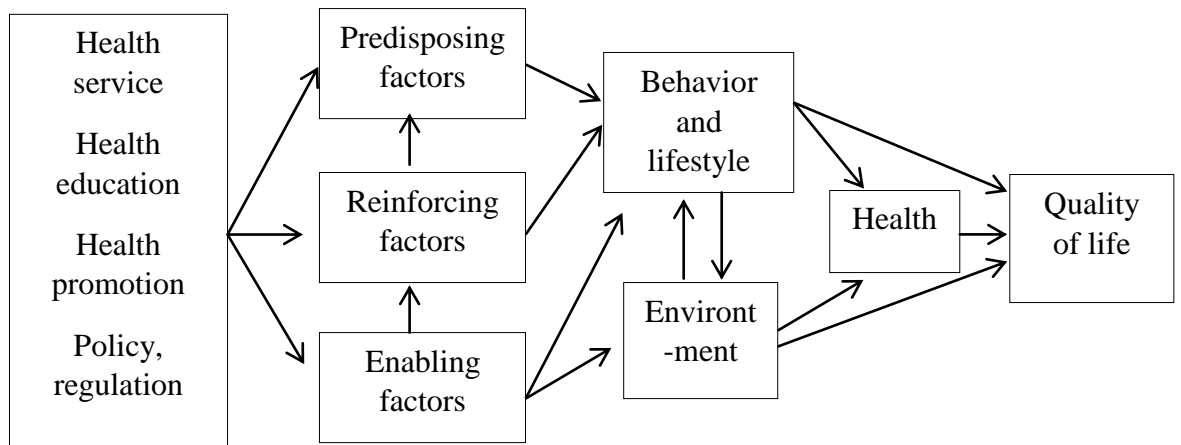 Health
service
Health
education
Health
promotion
Policy,
regulation
Predisposing
factors
Reinforcing
factors
Enabling
factors
Behavior
and
lifestyle
Environt
-ment
Health
Quality
of life